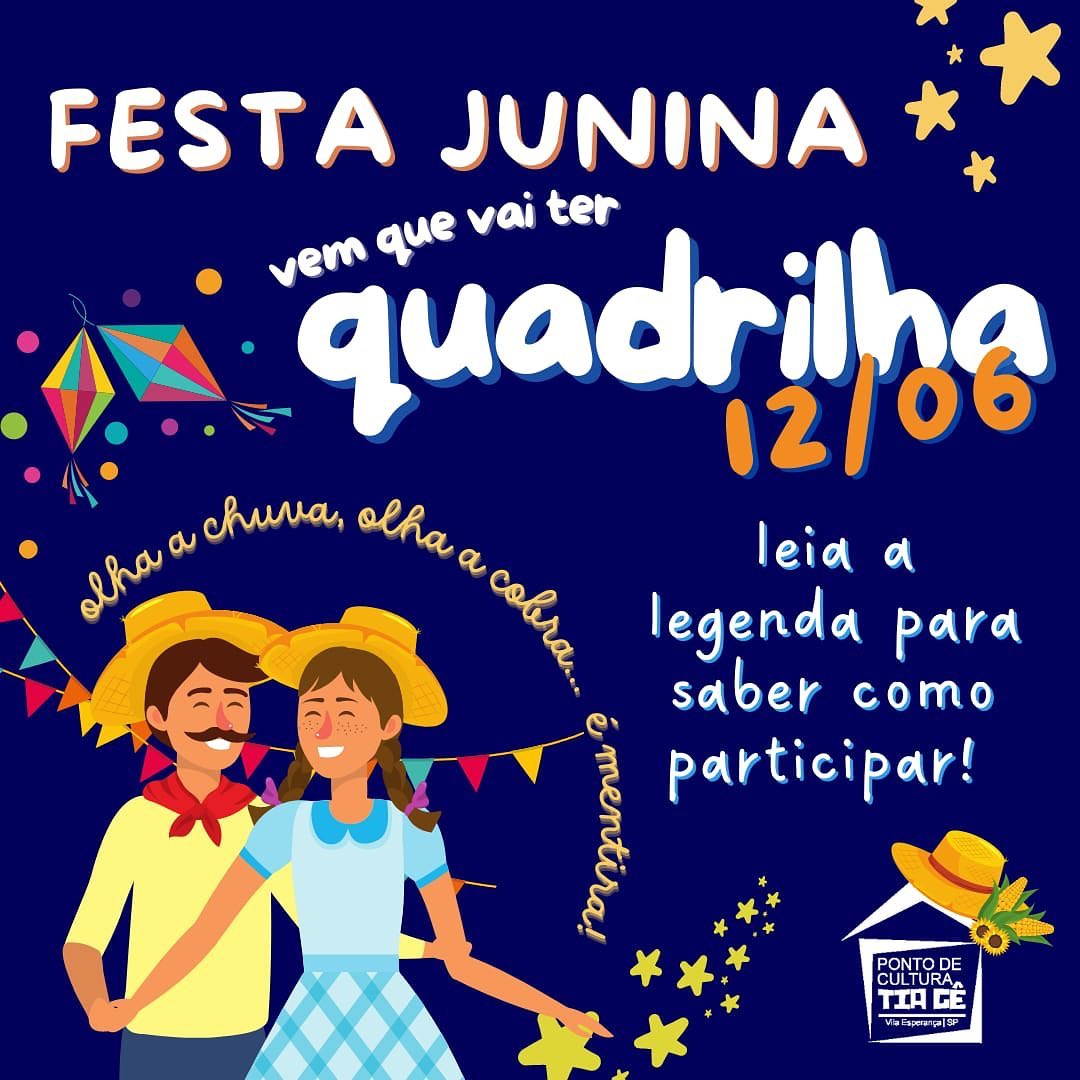 FESTA JUNINA
vem que vai ter
quadrilha
12/06
olha a chuva, olha a cobra... é mentira!
leia a
legenda para
saber como
participar!
PONTO DE
CULTURA
TIA GÊ
Vila Esperança|SP